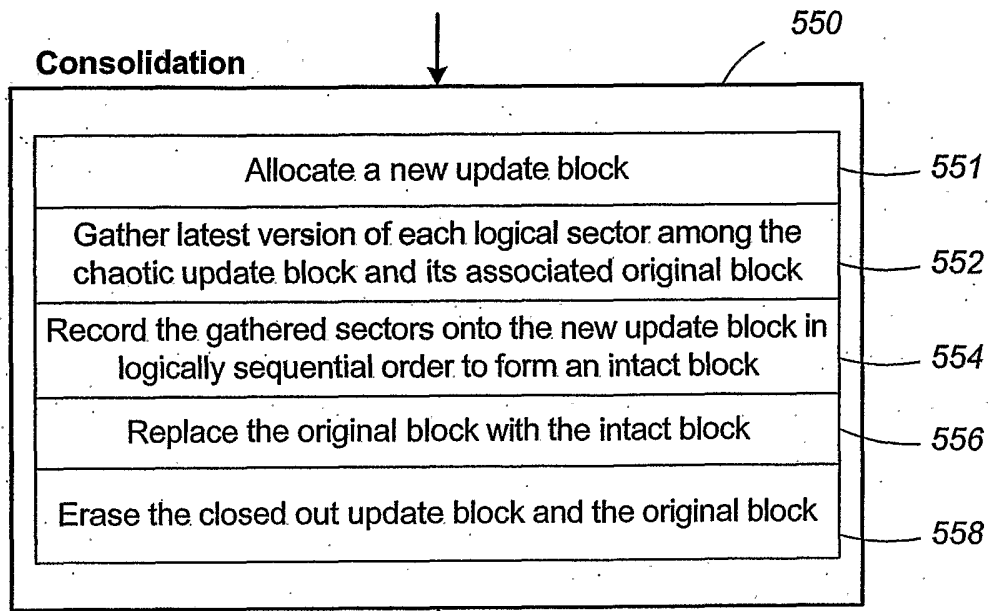 550
Consolidation
Allocate a new update block
551
Gather latest version of each logical sector among the
chaotic update block and its associated original block
552
Record the gathered sectors onto the new update block in
logically sequential order to form an intact block
554
Replace the original block with the intact block
556
Erase the closed out update block and the original block
558